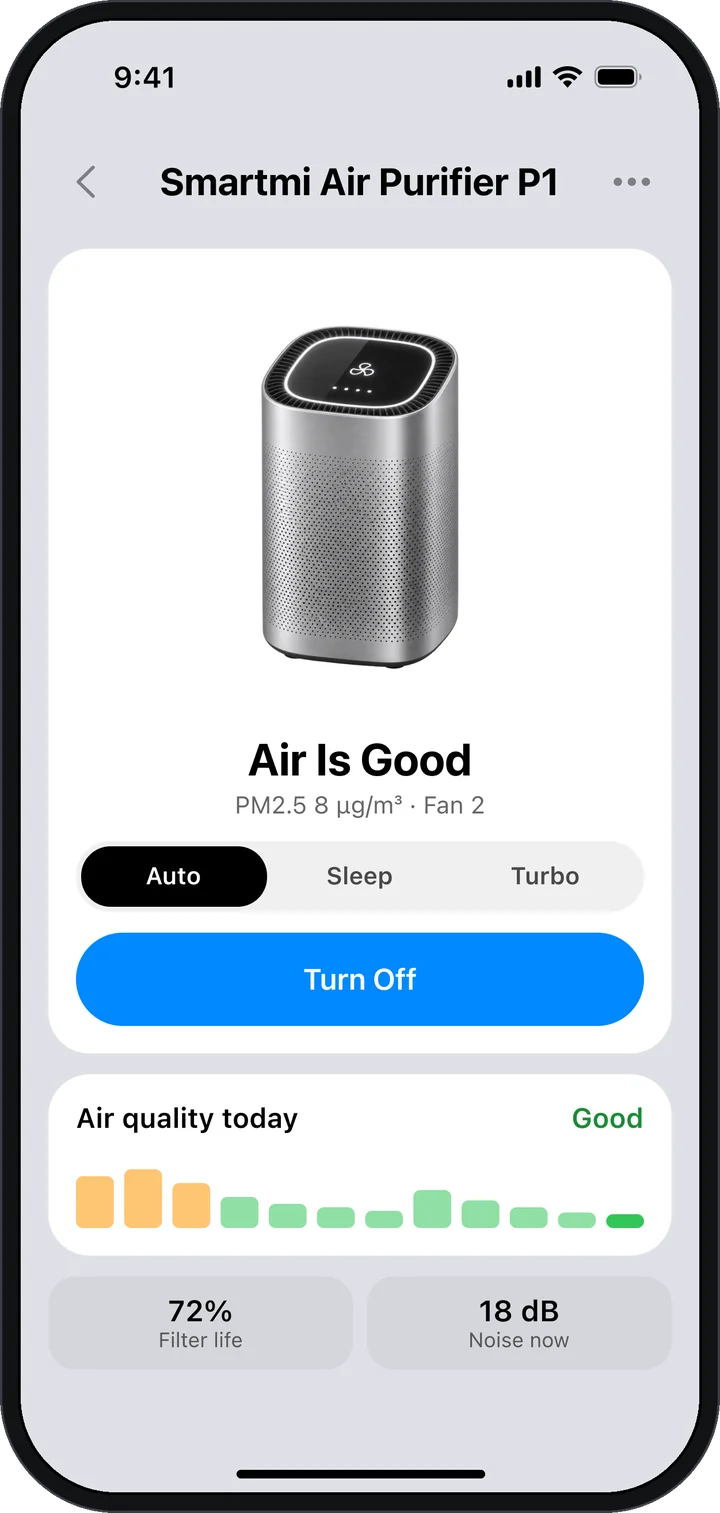 9:41
Smartmi Air Purifier P1
Air Is Good
PM2.5 8 µg/m³ · Fan 2
Auto Sleep Turbo
Turn Off
Air quality today Good
72% 18 dB
Filter life Noise now